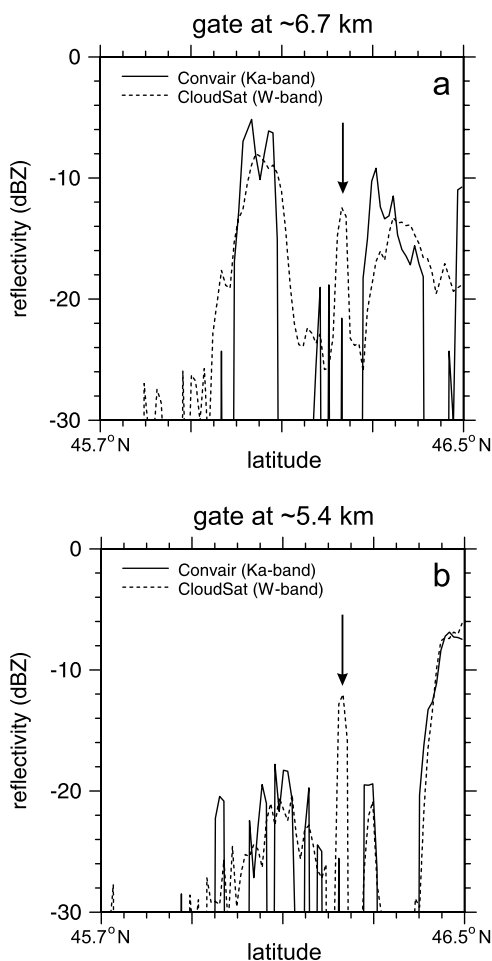 gate at ~6.7 km
0
Convair (Ka-band)
CloudSat (W-band)
a
-10
reflectivity (dBZ)
-20
-30
45.7°N
46.5°N
latitude
gate at ~5.4 km
0
Convair (Ka-band)
CloudSat (W-band)
b
-10
reflectivity (dBZ)
-20
-30
45.7°N
46.5°N
latitude